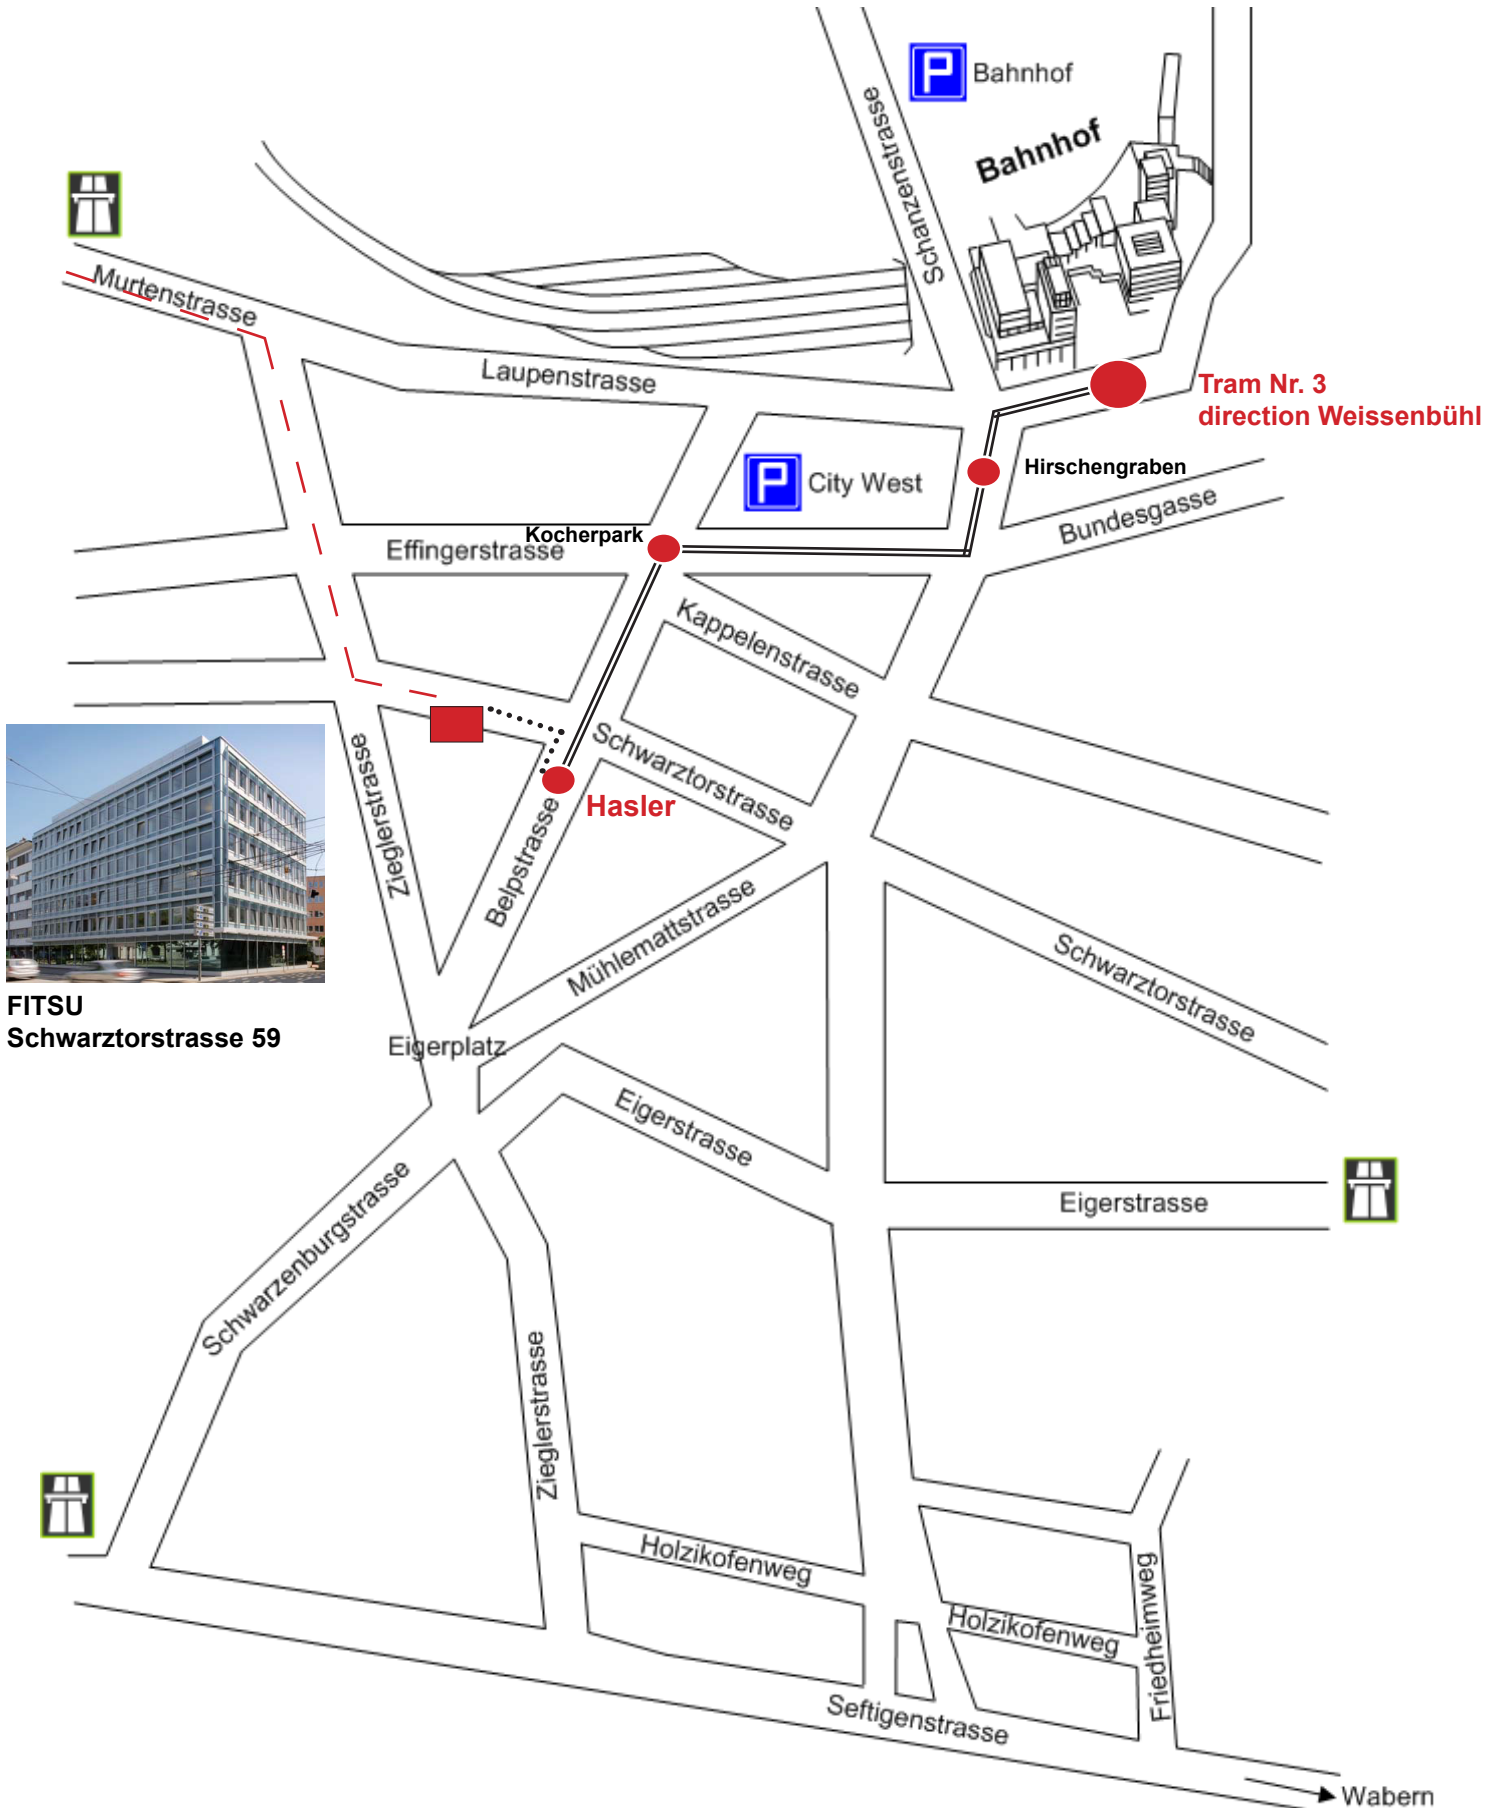 P
Bahnhof
Schanzenstrasse
Bahnhof
Murtenstrasse
Laupenstrasse
Tram Nr. 3
direction Weissenbühl
P
City West
Hirschengraben
Bundesgasse
Kocherpark
Effingerstrasse
Kappelenstrasse
Schwarztorstrasse
Zieglerstrasse
Hasler
Belpstrasse
Mühlemattstrasse
Schwarztorstrasse
FITSU
Schwarztorstrasse 59
Eigerplatz
Eigerstrasse
Schwarzenburgstrasse
Eigerstrasse
Zieglerstrasse
Holzikofenweg
Holzikofenweg
Friedheimweg
Seftigenstrasse
Wabern